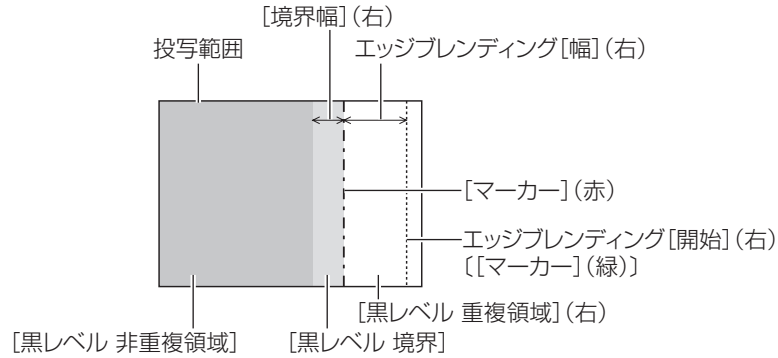 [境界幹](右)
投写範囲
エッジブレンディング[幅](右)
[マーカー](赤)
エッジブレンディング[開始](右)
〔[マーカー](緑)〕
[黒レベル 重複領域](右)
[黒レベル 非重複領域]
[黒レベル 境界]